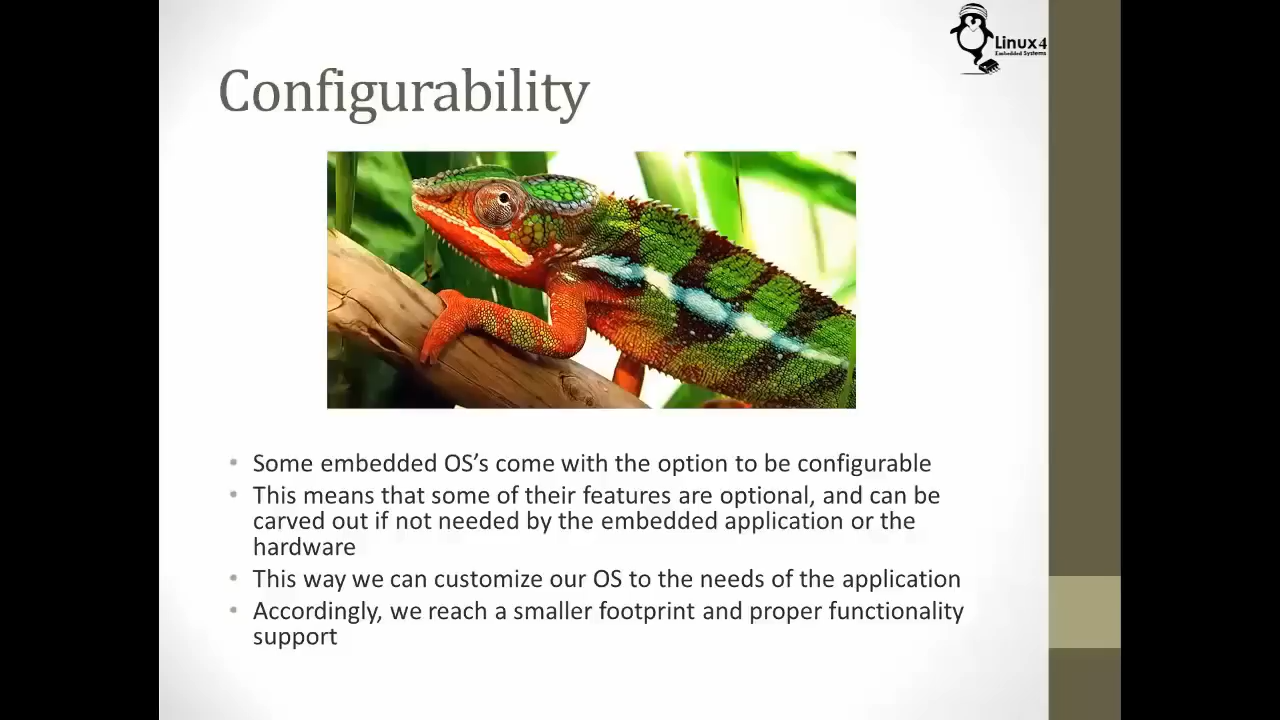 Linux4
Embedded Systems
Configurability
• Some embedded OS’s come with the option to be configurable
• This means that some of their features are optional, and can be
carved out if not needed by the embedded application or the
hardware
• This way we can customize our OS to the needs of the application
• Accordingly, we reach a smaller footprint and proper functionality
support